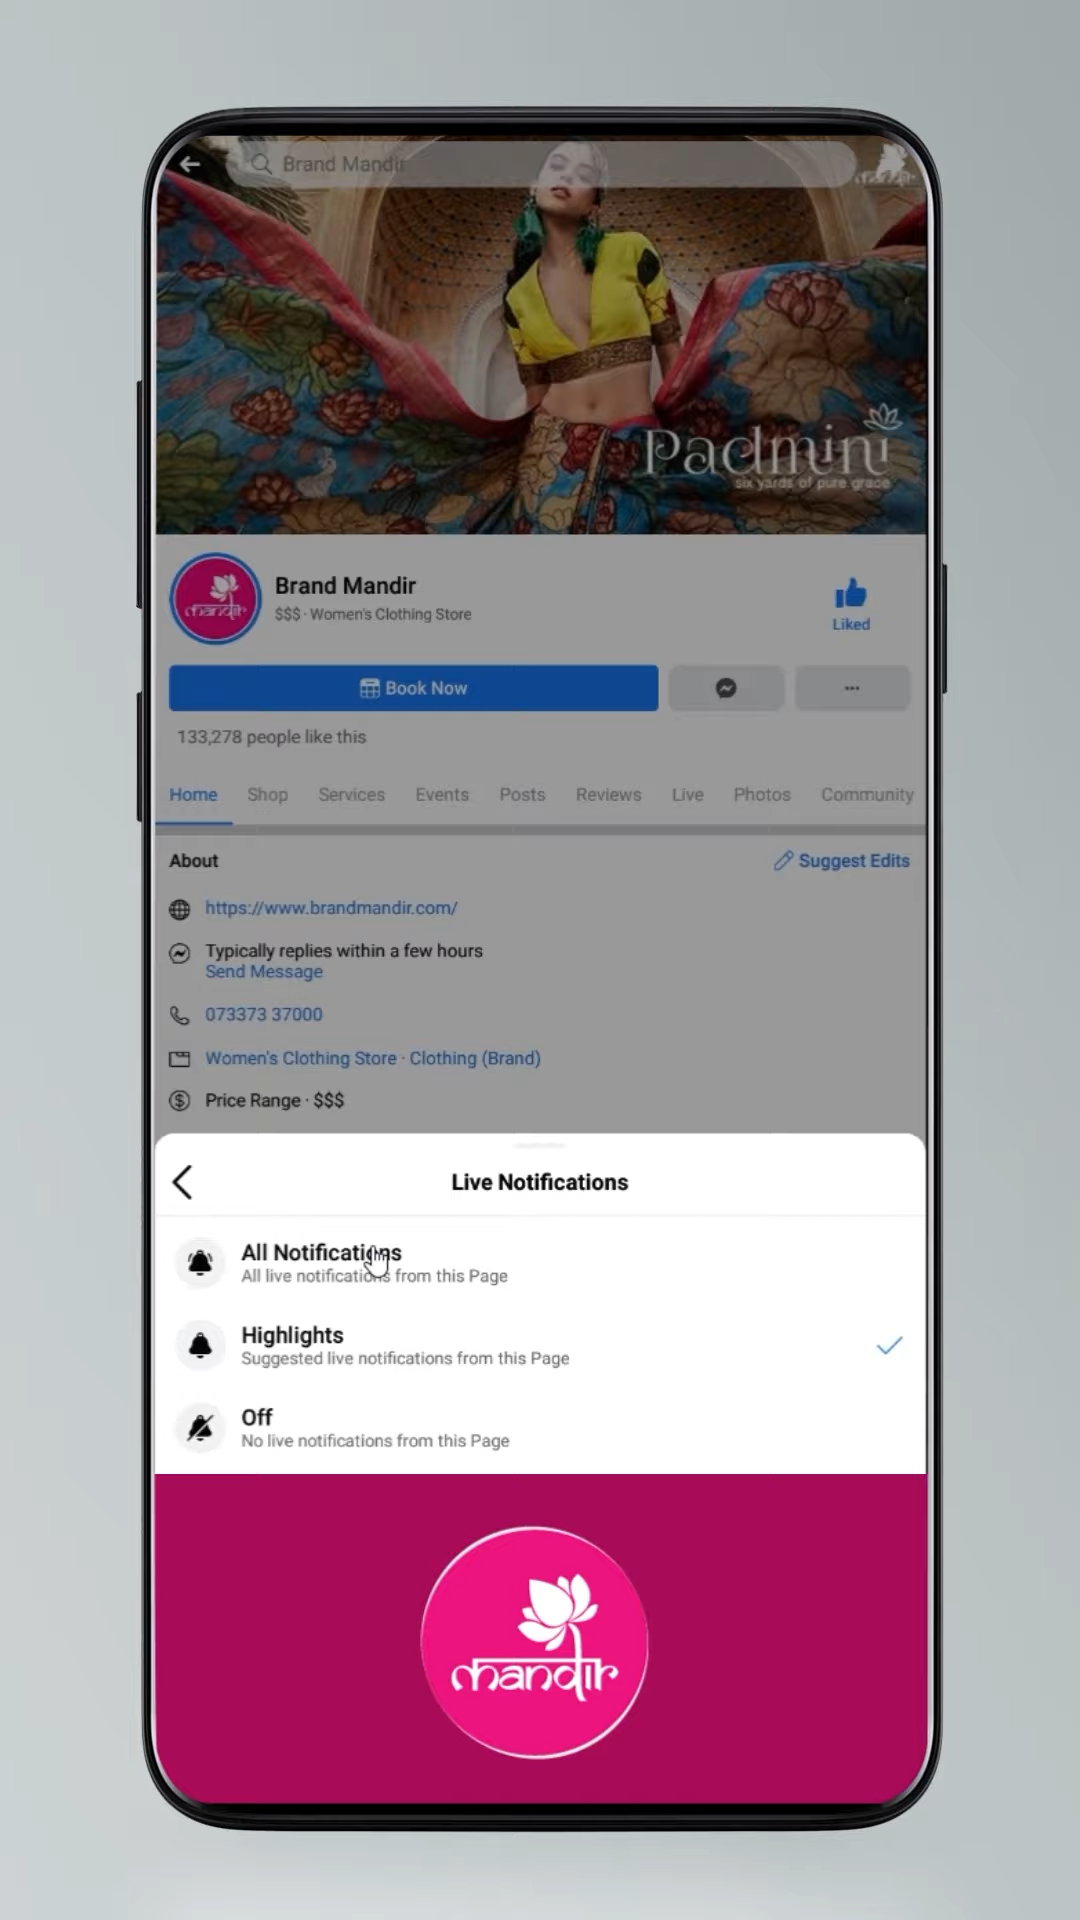 Brand Mandir
Padmini
six yards of pure grace
mandir
Brand Mandir
$$$ · Women's Clothing Store
Liked
Book Now
133,278 people like this
Home Shop Services Events Posts Reviews Live Photos Community
About
Suggest Edits
https://www.brandmandir.com/
Typically replies within a few hours
Send Message
073373 37000
Women's Clothing Store · Clothing (Brand)
Price Range · $$$
Live Notifications
All Notifications
All live notifications from this Page
Highlights
Suggested live notifications from this Page
Off
No live notifications from this Page
mandir